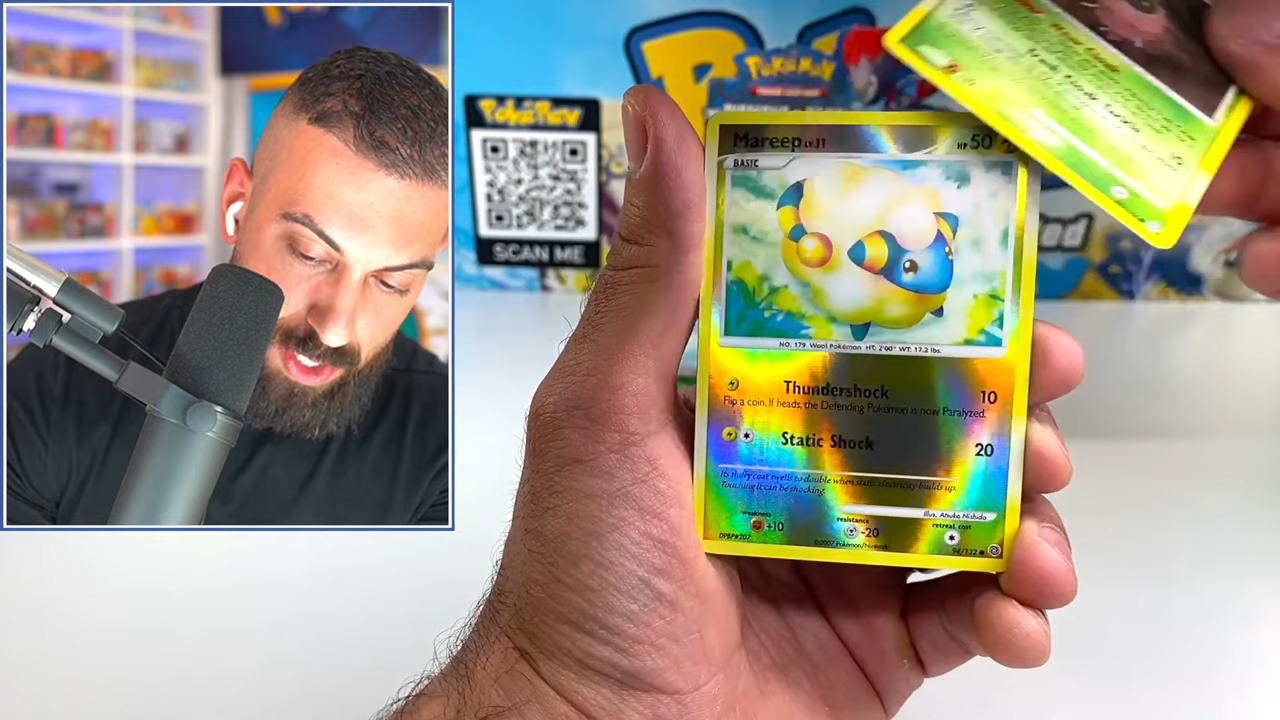 PokéRev
SCAN ME
Pokémon
Mareep LV.11 HP 50
BASIC
NO. 179 Wool Pokémon HT: 2'00" WT: 17.2 lbs.
Thundershock 10
Flip a coin. If heads, the Defending Pokémon is now Paralyzed.
Static Shock 20
Its fluffy coat swells to double when static electricity builds up.
Touching it can be shocking.
Illus. Atsuko Nishida
weakness resistance retreat cost
+10 -20
DPBP#207 ©2007 Pokémon/Nintendo 94/132